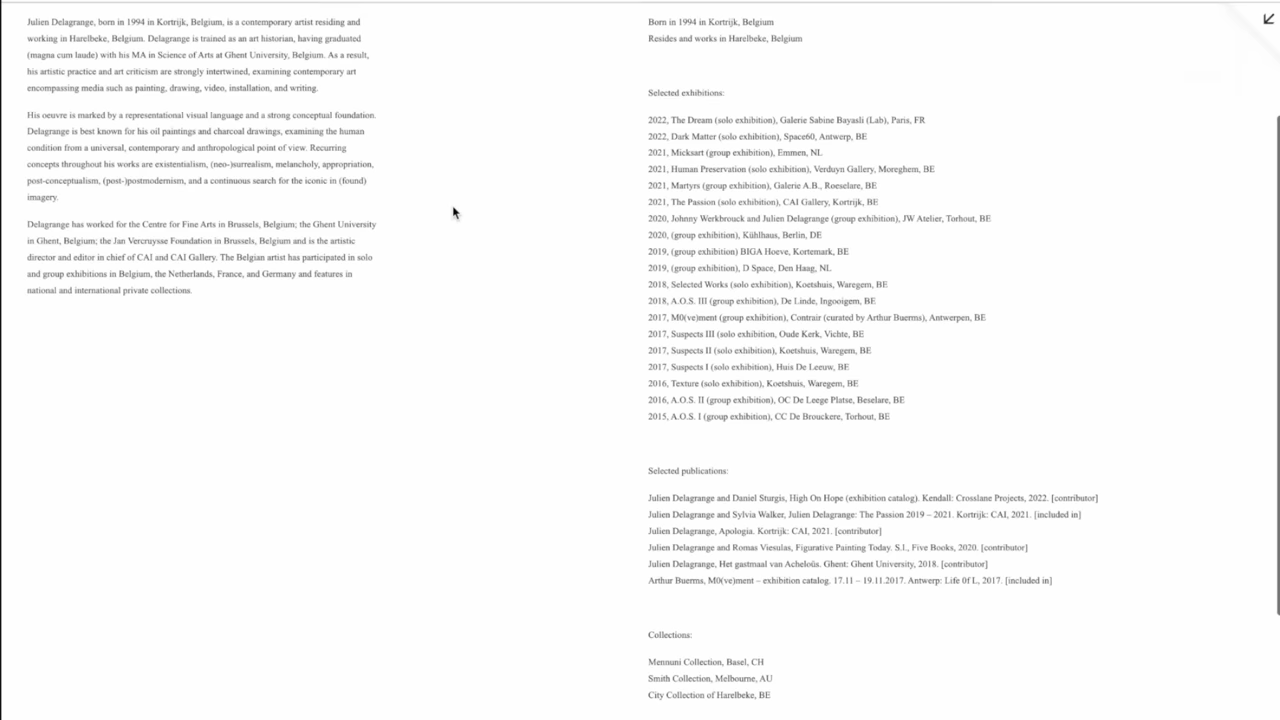 Julien Delagrange, born in 1994 in Kortrijk, Belgium, is a contemporary artist residing and
working in Harelbeke, Belgium. Delagrange is trained as an art historian, having graduated
(magna cum laude) with his MA in Science of Arts at Ghent University, Belgium. As a result,
his artistic practice and art criticism are strongly intertwined, examining contemporary art
encompassing media such as painting, drawing, video, installation, and writing.
His oeuvre is marked by a representational visual language and a strong conceptual foundation.
Delagrange is best known for his oil paintings and charcoal drawings, examining the human
condition from a universal, contemporary and anthropological point of view. Recurring
concepts throughout his works are existentialism, (neo-)surrealism, melancholy, appropriation,
post-conceptualism, (post-)postmodernism, and a continuous search for the iconic in (found)
imagery.
Delagrange has worked for the Centre for Fine Arts in Brussels, Belgium; the Ghent University
in Ghent, Belgium; the Jan Vercruysse Foundation in Brussels, Belgium and is the artistic
director and editor in chief of CAI and CAI Gallery. The Belgian artist has participated in solo
and group exhibitions in Belgium, the Netherlands, France, and Germany and features in
national and international private collections.
Born in 1994 in Kortrijk, Belgium
Resides and works in Harelbeke, Belgium
Selected exhibitions:
2022, The Dream (solo exhibition), Galerie Sabine Bayasli (Lab), Paris, FR
2022, Dark Matter (solo exhibition), Space60, Antwerp, BE
2021, Micksart (group exhibition), Emmen, NL
2021, Human Preservation (solo exhibition), Verduyn Gallery, Moreghem, BE
2021, Martyrs (group exhibition), Galerie A.B., Roeselare, BE
2021, The Passion (solo exhibition), CAI Gallery, Kortrijk, BE
2020, Johnny Werkbrouck and Julien Delagrange (group exhibition), JW Atelier, Torhout, BE
2020, (group exhibition), Kühlhaus, Berlin, DE
2019, (group exhibition) BIGA Hoeve, Kortemark, BE
2019, (group exhibition), D Space, Den Haag, NL
2018, Selected Works (solo exhibition), Koetshuis, Waregem, BE
2018, A.O.S. III (group exhibition), De Linde, Ingooigem, BE
2017, M0(ve)ment (group exhibition), Contrair (curated by Arthur Buerms), Antwerpen, BE
2017, Suspects III (solo exhibition, Oude Kerk, Vichte, BE
2017, Suspects II (solo exhibition), Koetshuis, Waregem, BE
2017, Suspects I (solo exhibition), Huis De Leeuw, BE
2016, Texture (solo exhibition), Koetshuis, Waregem, BE
2016, A.O.S. II (group exhibition), OC De Leege Platse, Beselare, BE
2015, A.O.S. I (group exhibition), CC De Brouckere, Torhout, BE
Selected publications:
Julien Delagrange and Daniel Sturgis, High On Hope (exhibition catalog). Kendall: Crosslane Projects, 2022. [contributor]
Julien Delagrange and Sylvia Walker, Julien Delagrange: The Passion 2019 – 2021. Kortrijk: CAI, 2021. [included in]
Julien Delagrange, Apologia. Kortrijk: CAI, 2021. [contributor]
Julien Delagrange and Romas Viesulas, Figurative Painting Today. S.l., Five Books, 2020. [contributor]
Julien Delagrange, Het gastmaal van Acheloüs. Ghent: Ghent University, 2018. [contributor]
Arthur Buerms, M0(ve)ment – exhibition catalog. 17.11 – 19.11.2017. Antwerp: Life 0f L, 2017. [included in]
Collections:
Mennuni Collection, Basel, CH
Smith Collection, Melbourne, AU
City Collection of Harelbeke, BE